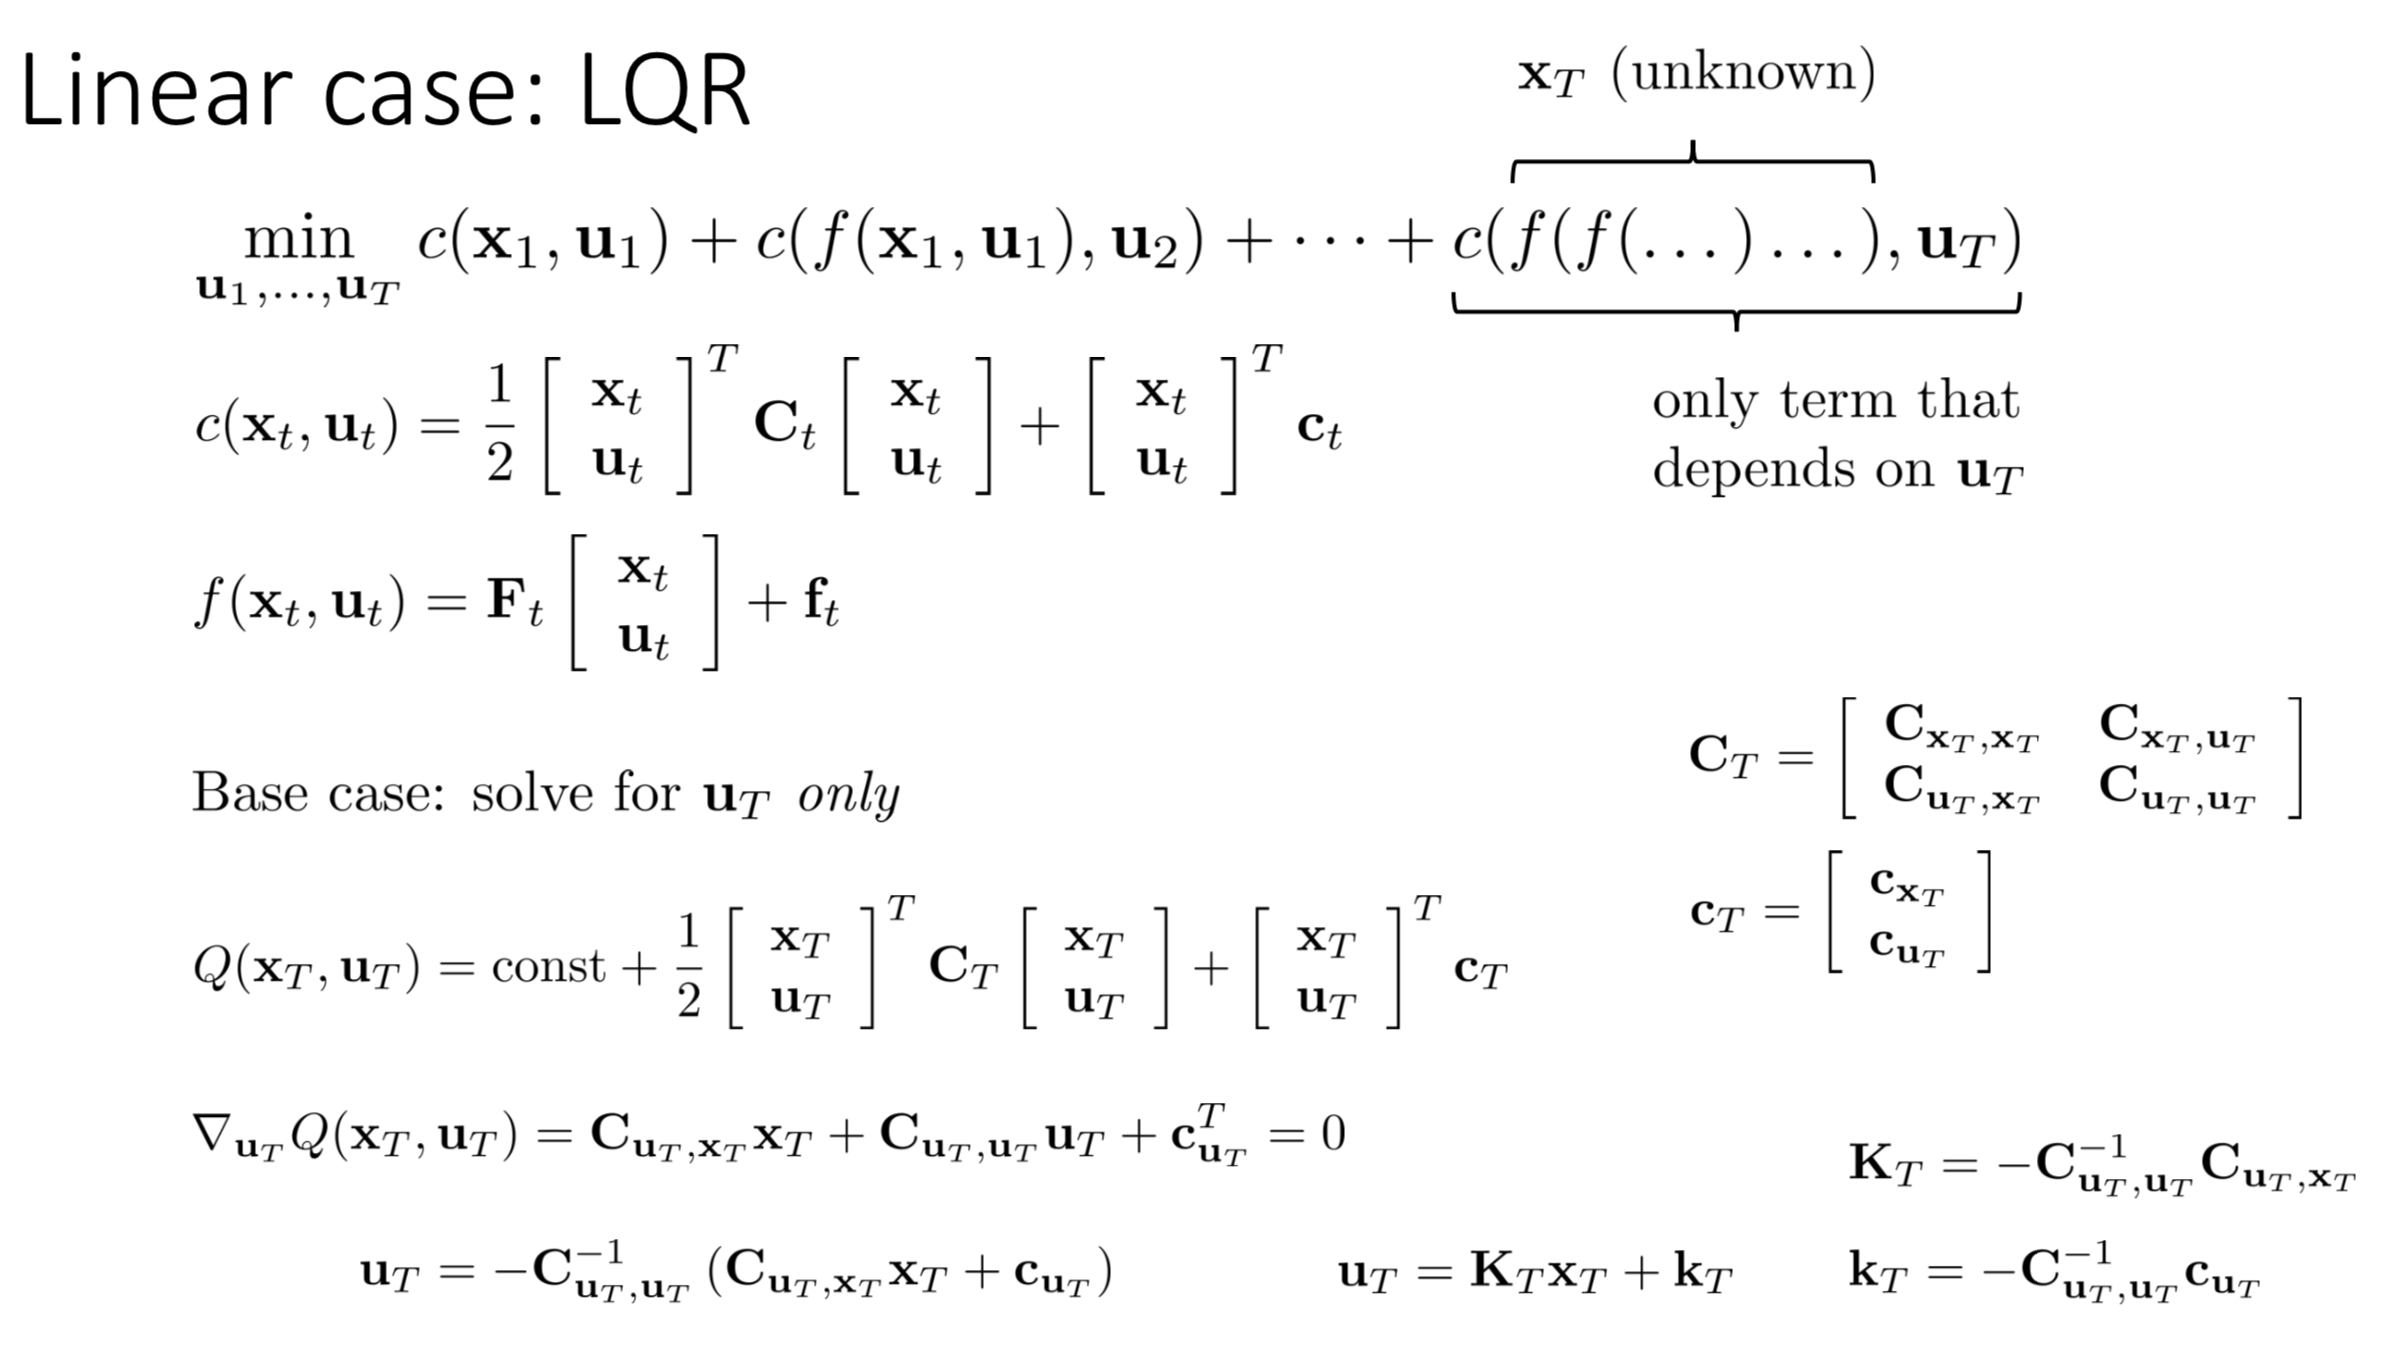 Linear case: LQR
$\mathbf{x}_T$ (unknown)
$\min_{\mathbf{u}_1,\ldots,\mathbf{u}_T} c(\mathbf{x}_1, \mathbf{u}_1) + c(f(\mathbf{x}_1, \mathbf{u}_1), \mathbf{u}_2) + \cdots + c(f(f(\ldots)\ldots), \mathbf{u}_T)$
only term that
depends on $\mathbf{u}_T$
$c(\mathbf{x}_t, \mathbf{u}_t) = \frac{1}{2} \begin{bmatrix} \mathbf{x}_t \\ \mathbf{u}_t \end{bmatrix}^T \mathbf{C}_t \begin{bmatrix} \mathbf{x}_t \\ \mathbf{u}_t \end{bmatrix} + \begin{bmatrix} \mathbf{x}_t \\ \mathbf{u}_t \end{bmatrix}^T \mathbf{c}_t$
$f(\mathbf{x}_t, \mathbf{u}_t) = \mathbf{F}_t \begin{bmatrix} \mathbf{x}_t \\ \mathbf{u}_t \end{bmatrix} + \mathbf{f}_t$
Base case: solve for $\mathbf{u}_T$ only
$\mathbf{C}_T = \begin{bmatrix} \mathbf{C}_{\mathbf{x}_T,\mathbf{x}_T} & \mathbf{C}_{\mathbf{x}_T,\mathbf{u}_T} \\ \mathbf{C}_{\mathbf{u}_T,\mathbf{x}_T} & \mathbf{C}_{\mathbf{u}_T,\mathbf{u}_T} \end{bmatrix}$
$\mathbf{c}_T = \begin{bmatrix} \mathbf{c}_{\mathbf{x}_T} \\ \mathbf{c}_{\mathbf{u}_T} \end{bmatrix}$
$Q(\mathbf{x}_T, \mathbf{u}_T) = \text{const} + \frac{1}{2} \begin{bmatrix} \mathbf{x}_T \\ \mathbf{u}_T \end{bmatrix}^T \mathbf{C}_T \begin{bmatrix} \mathbf{x}_T \\ \mathbf{u}_T \end{bmatrix} + \begin{bmatrix} \mathbf{x}_T \\ \mathbf{u}_T \end{bmatrix}^T \mathbf{c}_T$
$\nabla_{\mathbf{u}_T} Q(\mathbf{x}_T, \mathbf{u}_T) = \mathbf{C}_{\mathbf{u}_T,\mathbf{x}_T} \mathbf{x}_T + \mathbf{C}_{\mathbf{u}_T,\mathbf{u}_T} \mathbf{u}_T + \mathbf{c}_{\mathbf{u}_T}^T = 0$
$\mathbf{K}_T = -\mathbf{C}_{\mathbf{u}_T,\mathbf{u}_T}^{-1} \mathbf{C}_{\mathbf{u}_T,\mathbf{x}_T}$
$\mathbf{u}_T = -\mathbf{C}_{\mathbf{u}_T,\mathbf{u}_T}^{-1} (\mathbf{C}_{\mathbf{u}_T,\mathbf{x}_T} \mathbf{x}_T + \mathbf{c}_{\mathbf{u}_T})$
$\mathbf{u}_T = \mathbf{K}_T \mathbf{x}_T + \mathbf{k}_T$
$\mathbf{k}_T = -\mathbf{C}_{\mathbf{u}_T,\mathbf{u}_T}^{-1} \mathbf{c}_{\mathbf{u}_T}$